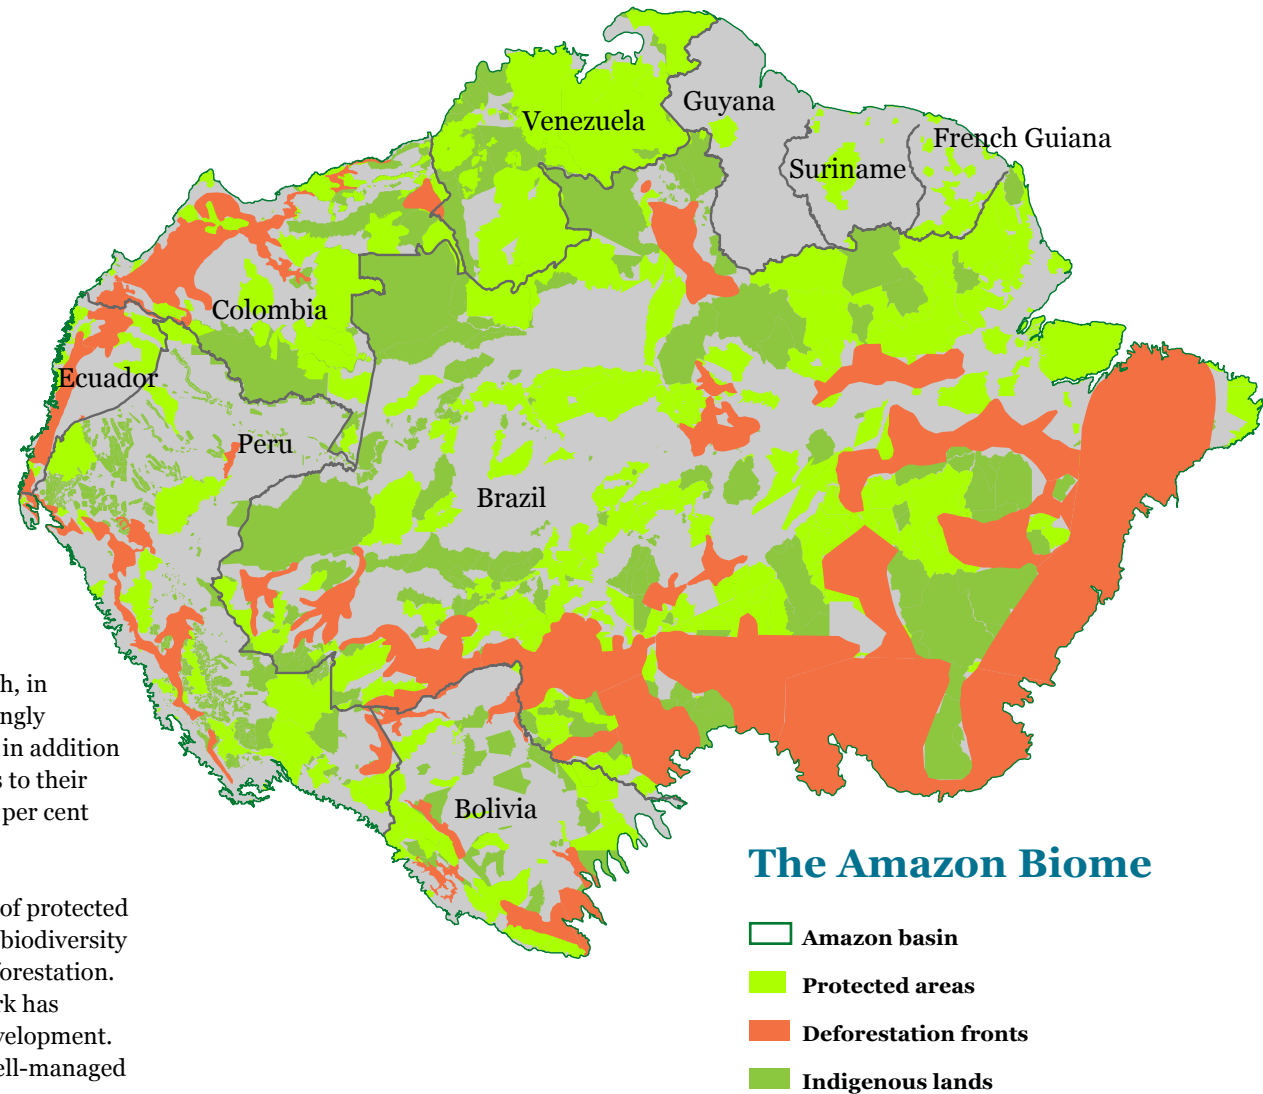 Guyana
Venezuela
French Guiana
Suriname
Colombia
Ecuador
Peru
Brazil
h, in
ngly
in addition
s to their
per cent
Bolivia
The Amazon Biome
of protected
biodiversity
orestation.
rk has
velopment.
ell-managed
Amazon basin
Protected areas
Deforestation fronts
Indigenous lands